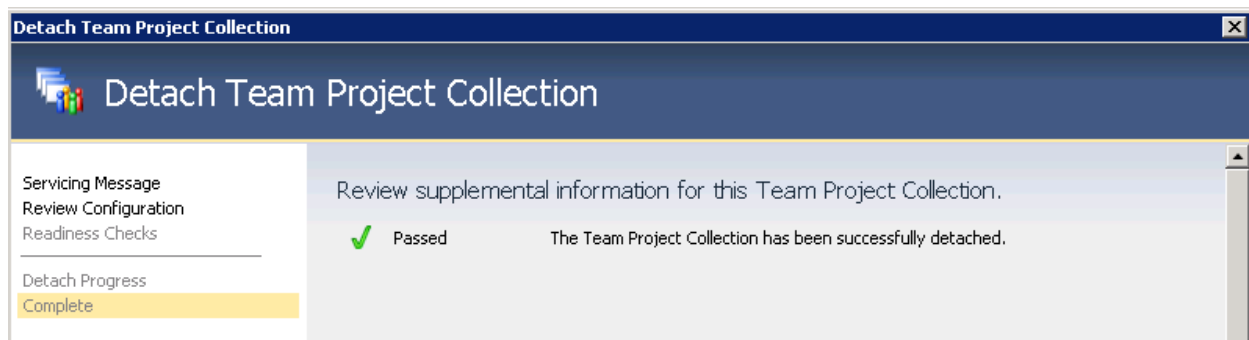 Detach Team Project Collection
Detach Team Project Collection
Servicing Message
Review Configuration
Readiness Checks
Detach Progress
Complete
Review supplemental information for this Team Project Collection.
Passed The Team Project Collection has been successfully detached.